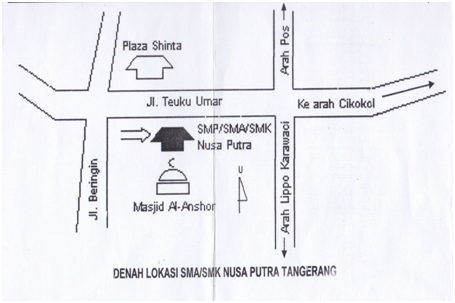 Plaza Shinta
Arah Pos
Jl. Teuku Umar
Ke arah Cikokol
SMP/SMA/SMK
Nusa Putra
U
Masjid Al-Anshor
Jl. Beringin
Arah Lippo Karawaci
DENAH LOKASI SMA/SMK NUSA PUTRA TANGERANG